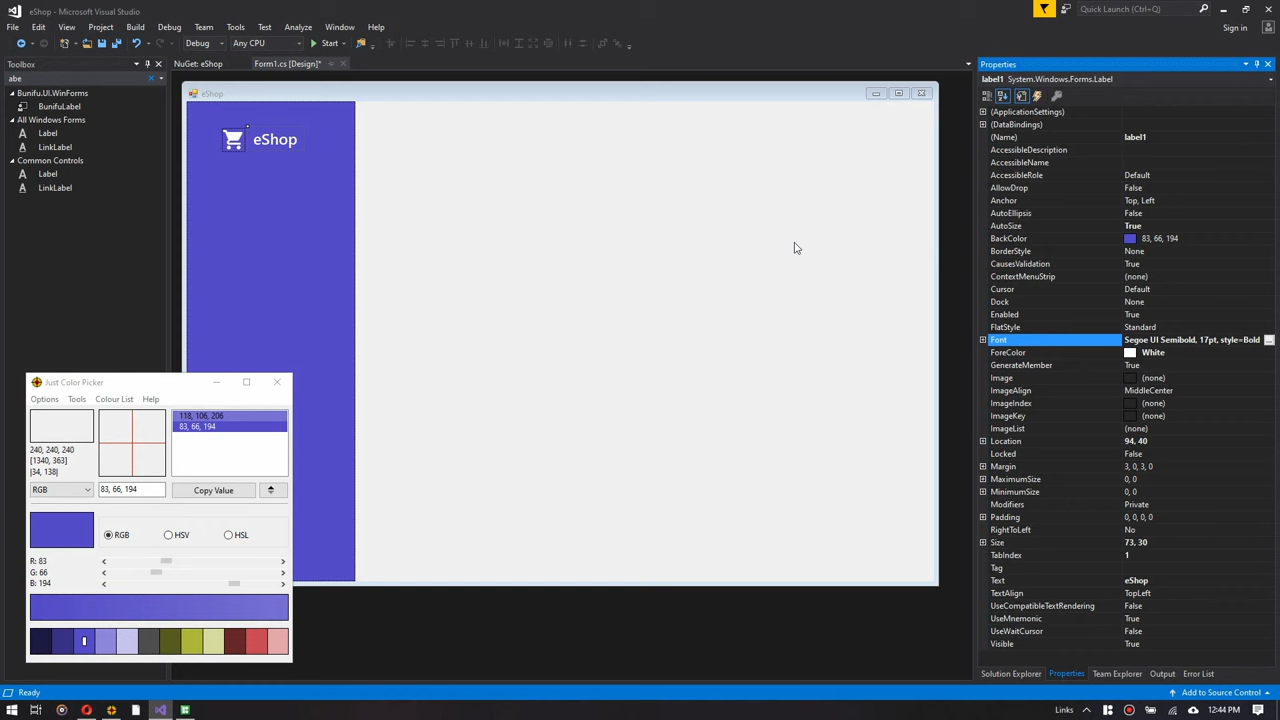 eShop - Microsoft Visual Studio
Quick Launch (Ctrl+Q)
File Edit View Project Build Debug Team Tools Test Analyze Window Help
Sign in
Debug Any CPU Start
Toolbox
abe
Bunifu.UI.WinForms
BunifuLabel
All Windows Forms
Label
LinkLabel
Common Controls
Label
LinkLabel
NuGet: eShop
Form1.cs [Design]*
eShop
eShop
Just Color Picker
Options Tools Colour List Help
118, 106, 206
83, 66, 194
240, 240, 240
[1340, 363]
|34, 138|
RGB
83, 66, 194
Copy Value
RGB HSV HSL
R: 83
G: 66
B: 194
Properties
label1 System.Windows.Forms.Label
(ApplicationSettings)
(DataBindings)
(Name) label1
AccessibleDescription
AccessibleName
AccessibleRole Default
AllowDrop False
Anchor Top, Left
AutoEllipsis False
AutoSize True
BackColor 83, 66, 194
BorderStyle None
CausesValidation True
ContextMenuStrip (none)
Cursor Default
Dock None
Enabled True
FlatStyle Standard
Font Segoe UI Semibold, 17pt, style=Bold ...
ForeColor White
GenerateMember True
Image (none)
ImageAlign MiddleCenter
ImageIndex (none)
ImageKey (none)
ImageList (none)
Location 94, 40
Locked False
Margin 3, 0, 3, 0
MaximumSize 0, 0
MinimumSize 0, 0
Modifiers Private
Padding 0, 0, 0, 0
RightToLeft No
Size 73, 30
TabIndex 1
Tag
Text eShop
TextAlign TopLeft
UseCompatibleTextRendering False
UseMnemonic True
UseWaitCursor False
Visible True
Solution Explorer Properties Team Explorer Output Error List
Ready
Add to Source Control
Links
12:44 PM